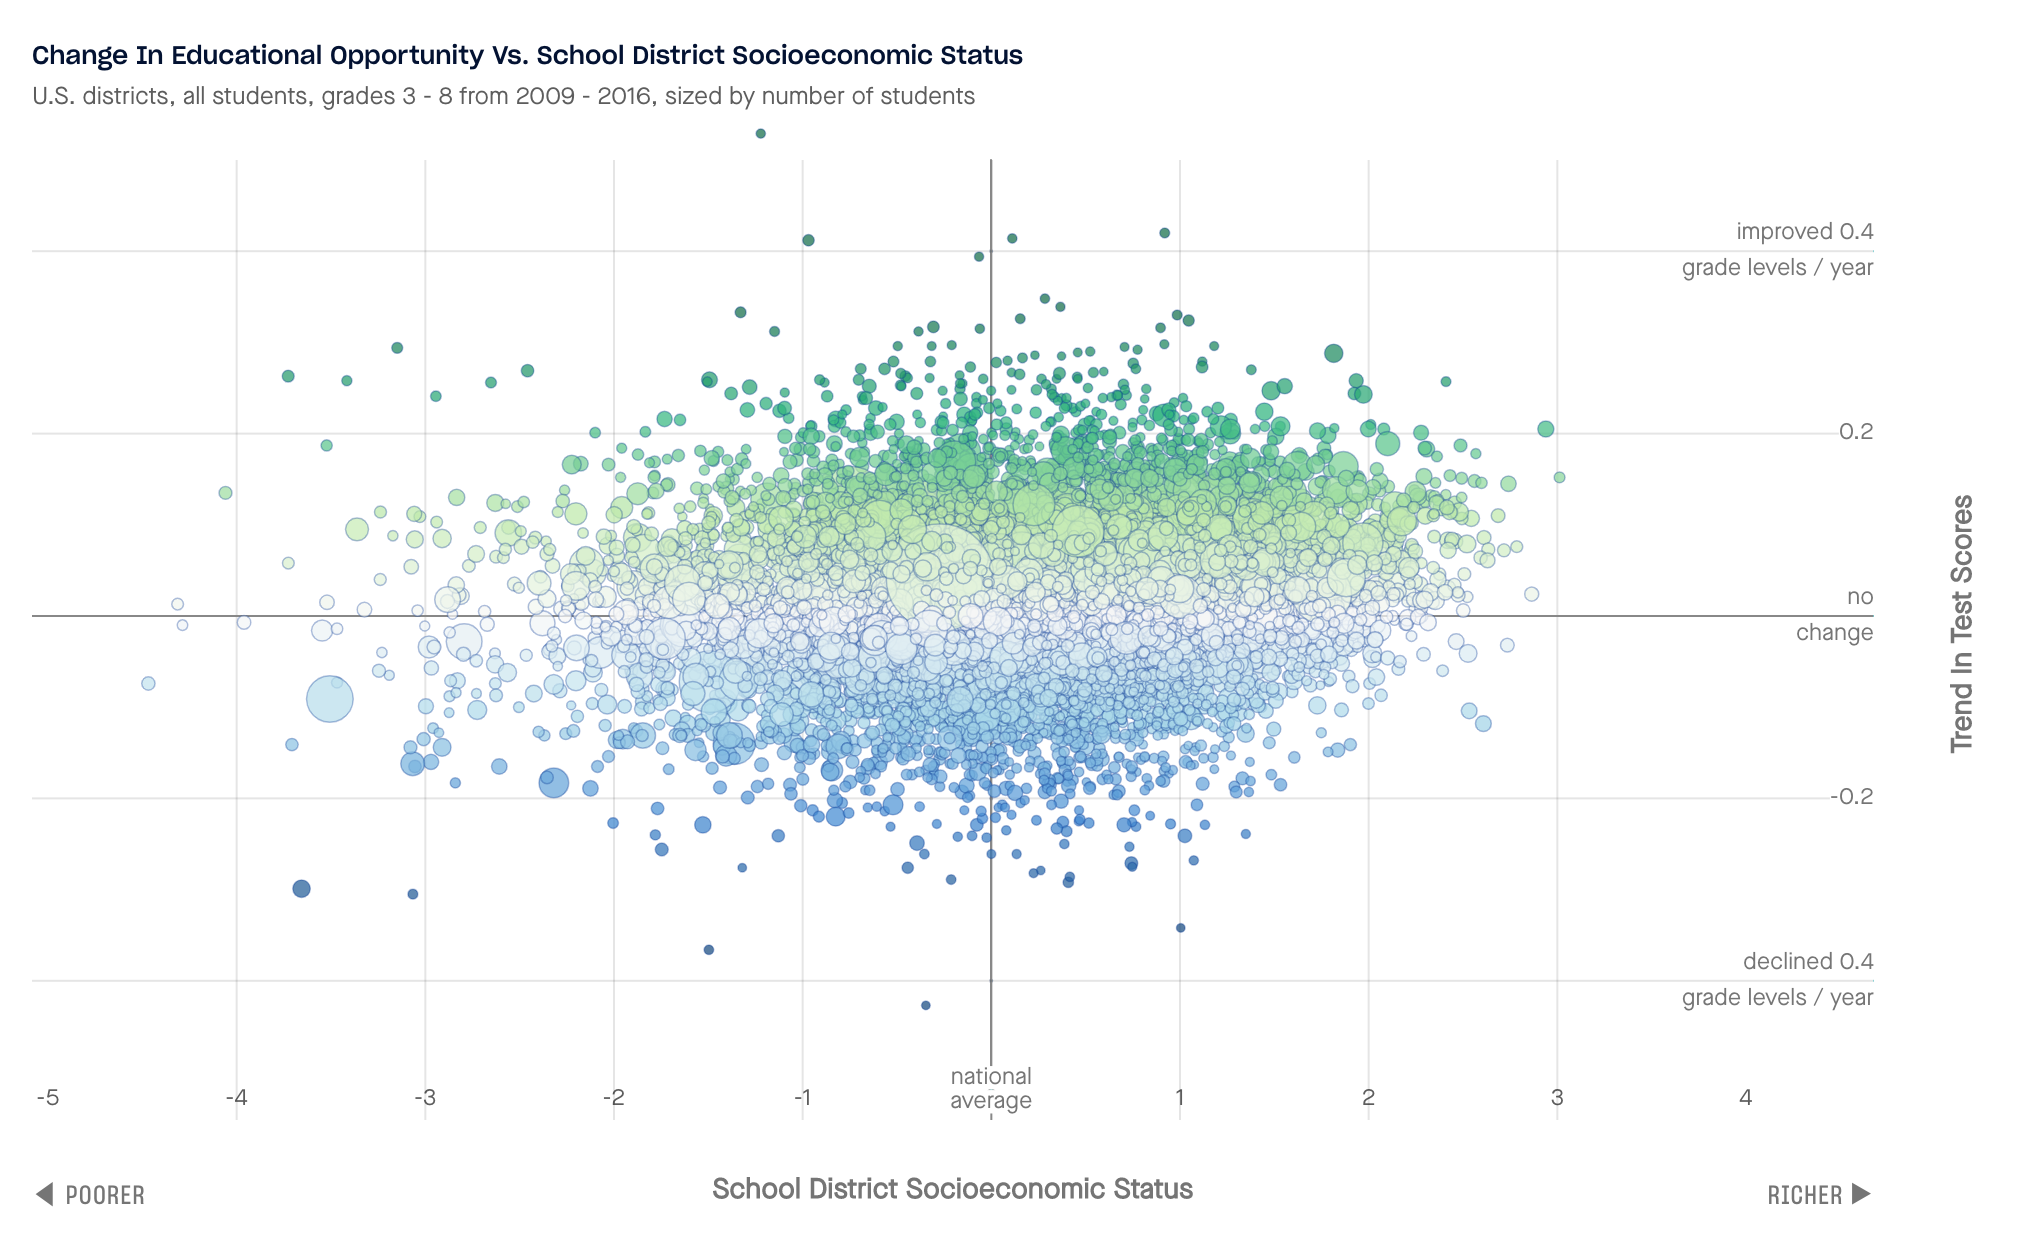 Change In Educational Opportunity Vs. School District Socioeconomic Status
U.S. districts, all students, grades 3 - 8 from 2009 - 2016, sized by number of students
improved 0.4
grade levels / year
0.2
no
change
-0.2
declined 0.4
grade levels / year
Trend In Test Scores
-5
-4
-3
-2
-1
national
average
1
2
3
4
POORER
School District Socioeconomic Status
RICHER